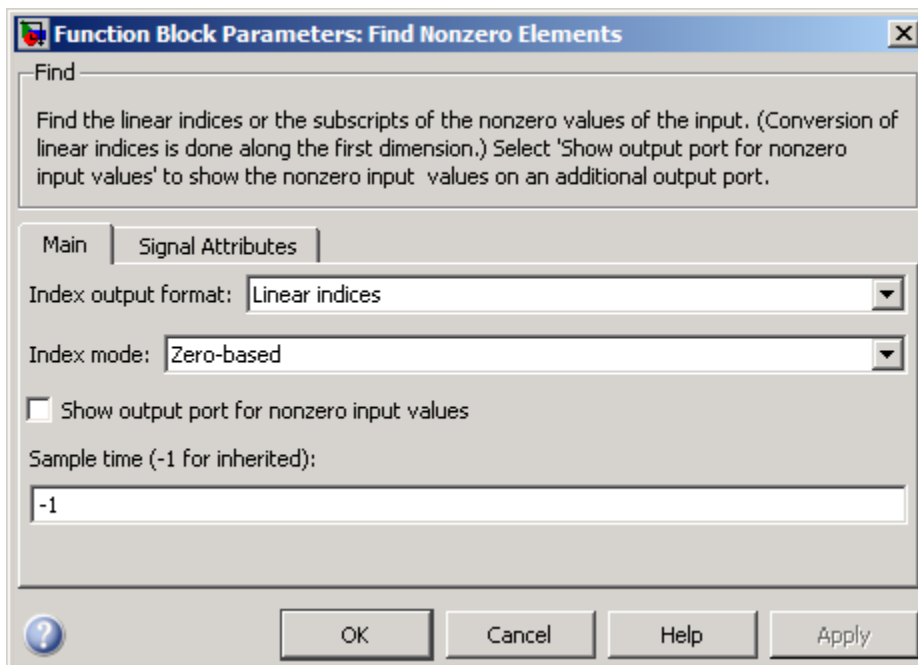 Function Block Parameters: Find Nonzero Elements
Find
Find the linear indices or the subscripts of the nonzero values of the input. (Conversion of
linear indices is done along the first dimension.) Select 'Show output port for nonzero
input values' to show the nonzero input  values on an additional output port.
Main
Signal Attributes
Index output format: Linear indices
Index mode: Zero-based
Show output port for nonzero input values
Sample time (-1 for inherited):
-1
OK
Cancel
Help
Apply